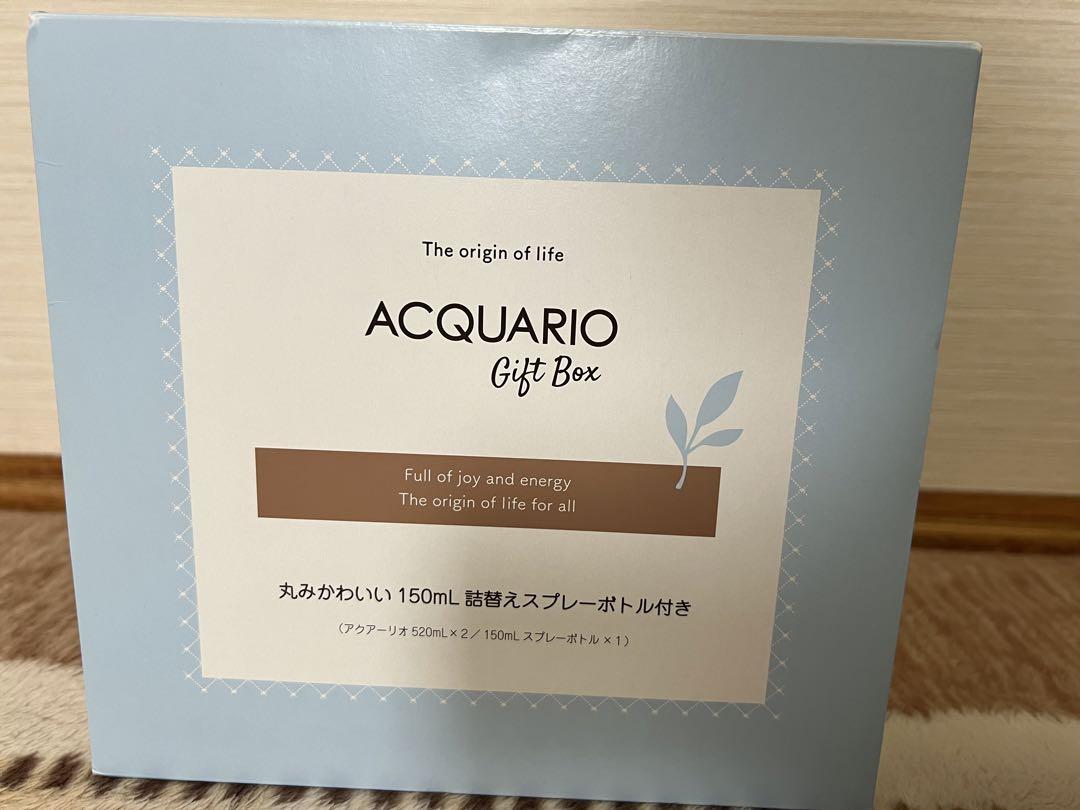 The origin of life
ACQUARIO
Gift Box
Full of joy and energy
The origin of life for all
丸みかわいい 150mL 詰替えスプレーボトル付き
（アクアーリオ 520mL×2／150mL スプレーボトル ×1）